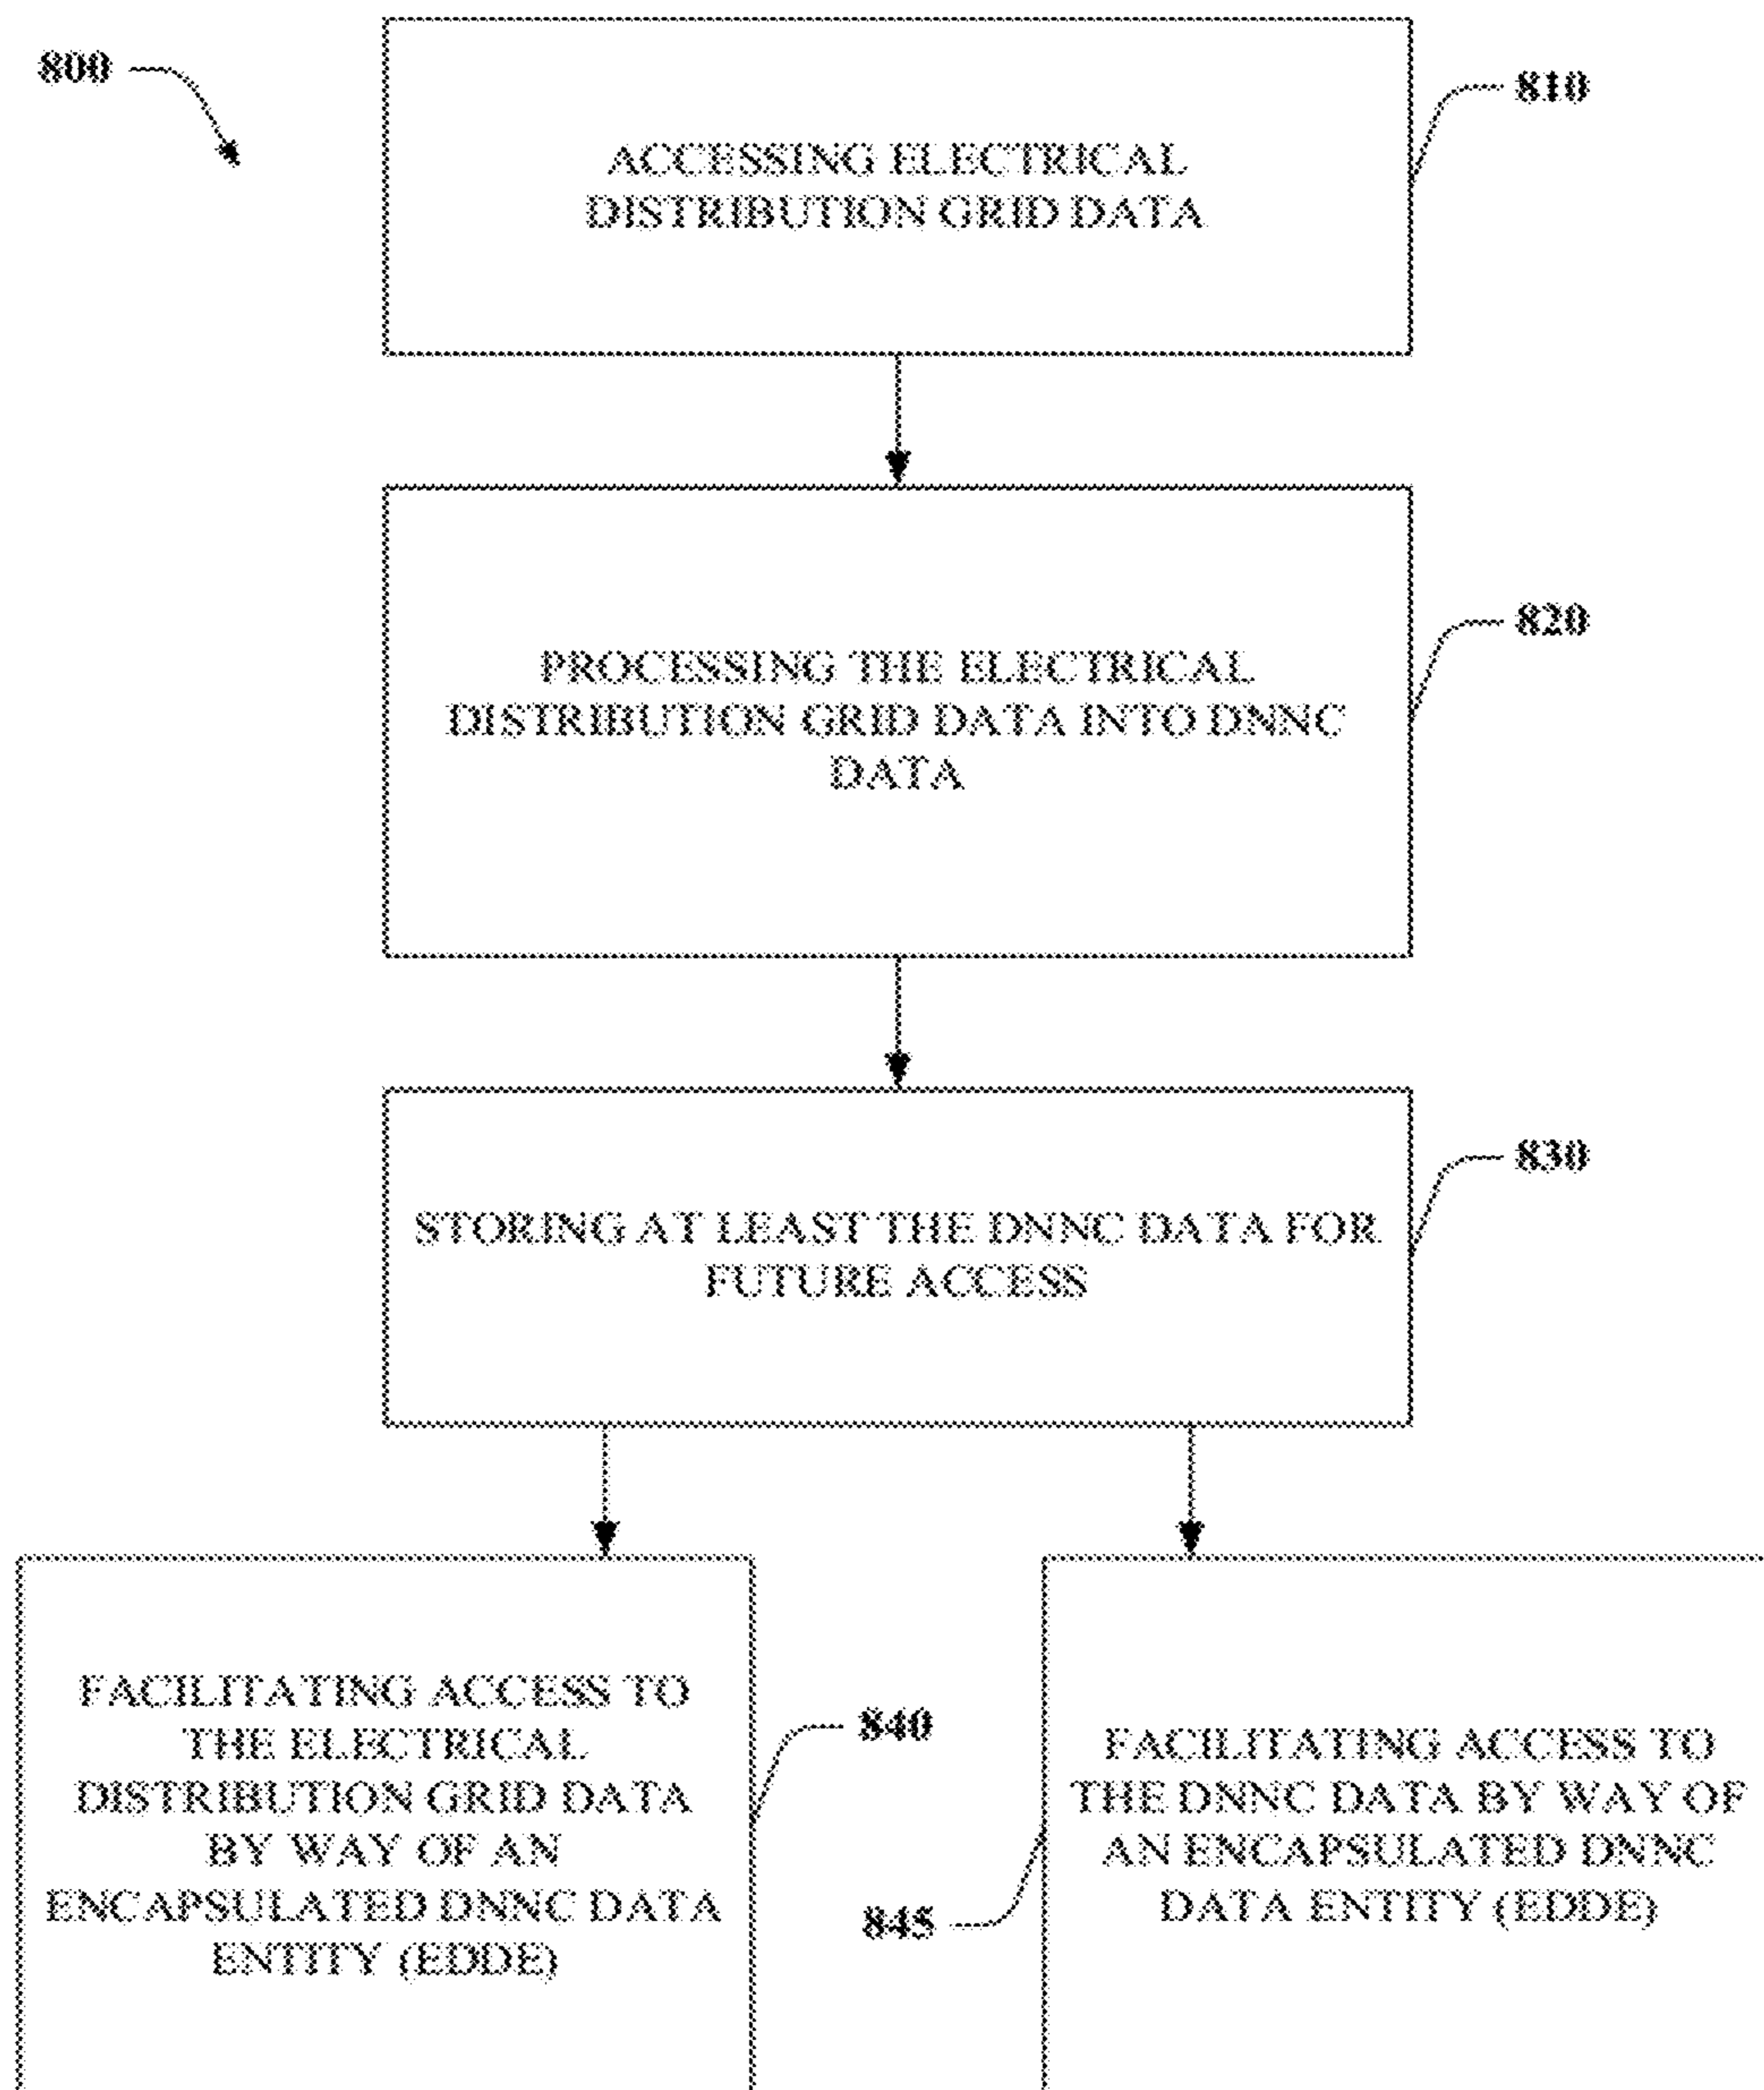 800
810
ACCESSING ELECTRICAL
DISTRIBUTION GRID DATA
820
PROCESSING THE ELECTRICAL
DISTRIBUTION GRID DATA INTO DNNC
DATA
830
STORING AT LEAST THE DNNC DATA FOR
FUTURE ACCESS
FACILITATING ACCESS TO
THE ELECTRICAL
DISTRIBUTION GRID DATA
BY WAY OF AN
ENCAPSULATED DNNC DATA
ENTITY (EDDE)
840
845
FACILITATING ACCESS TO
THE DNNC DATA BY WAY OF
AN ENCAPSULATED DNNC
DATA ENTITY (EDDE)